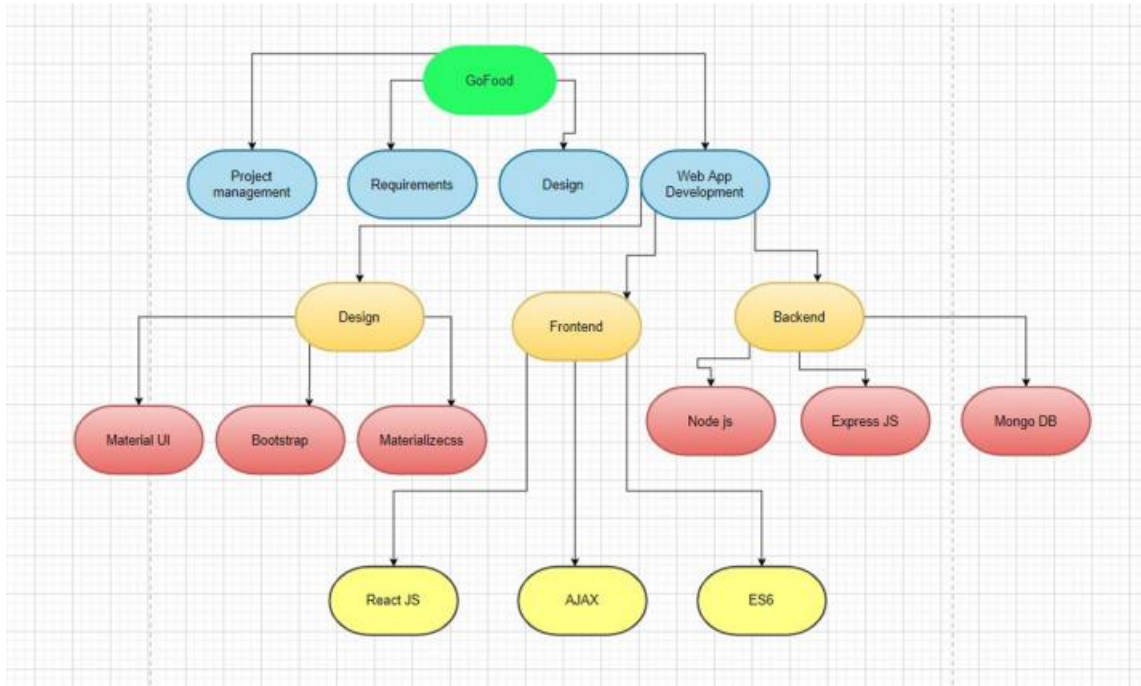 GoFood
Project
management
Requirements
Design
Web App
Development
Design
Frontend
Backend
Material UI
Bootstrap
Materializecss
Node js
Express JS
Mongo DB
React JS
AJAX
ES6